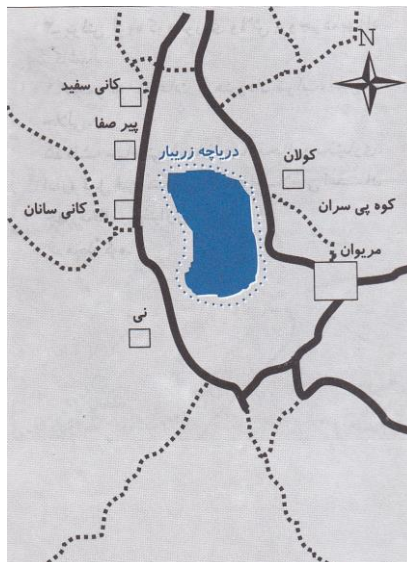 N
کانی سفید
پیر صفا
دریاچه زریبار
کولان
کانی سانان
کوه پی سران
مریوان
نی